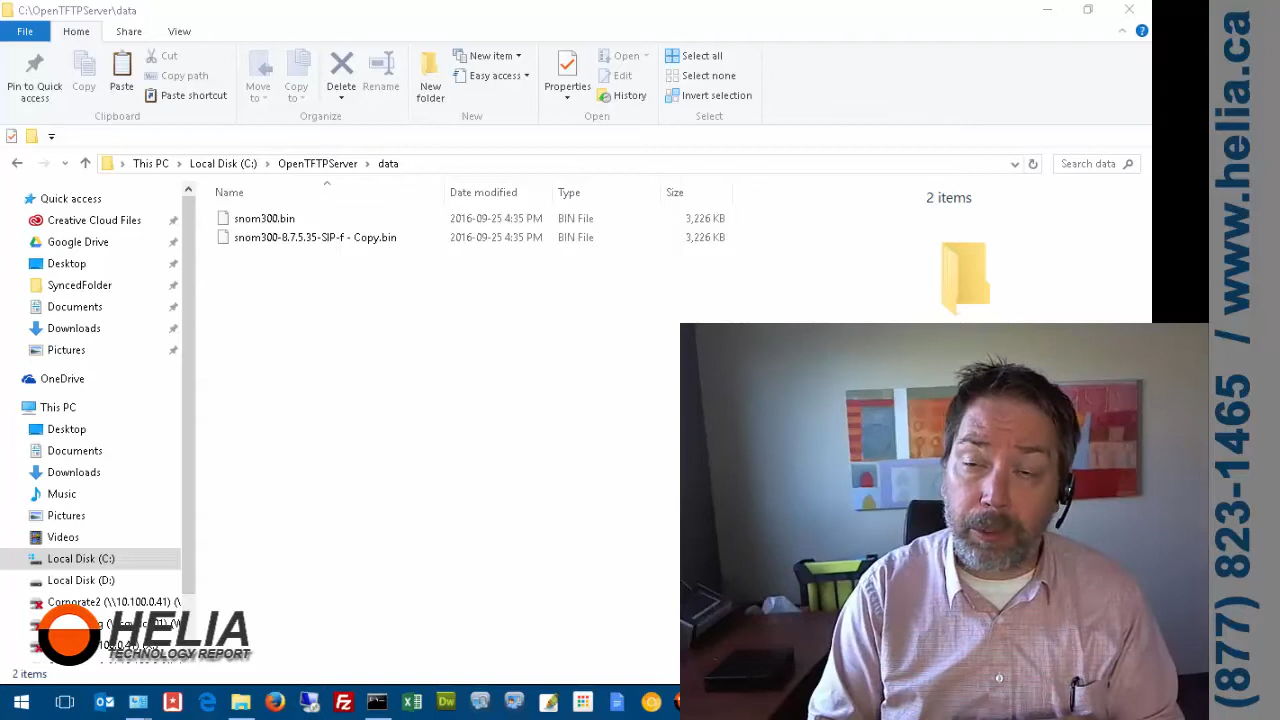 C:\OpenTFTPServer\data
File Home Share View
Pin to Quick access
Copy
Paste
Cut
Copy path
Paste shortcut
Move to
Copy to
Delete
Rename
New folder
New item
Easy access
Properties
Open
Edit
History
Select all
Select none
Invert selection
Clipboard Organize New Open Select
This PC Local Disk (C:) OpenTFTPServer data Search data
Name Date modified Type Size
snom300.bin 2016-09-25 4:35 PM BIN File 3,226 KB
snom300-8.7.5.35-SIP-f - Copy.bin 2016-09-25 4:35 PM BIN File 3,226 KB
2 items
Quick access
Creative Cloud Files
Google Drive
Desktop
SyncedFolder
Documents
Downloads
Pictures
OneDrive
This PC
Desktop
Documents
Downloads
Music
Pictures
Videos
Local Disk (C:)
Local Disk (D:)
Corporate2 (\\10.100.0.41) (\
HELIA
TECHNOLOGY REPORT
2 items
Dw
(877) 823-1465 / www.helia.ca